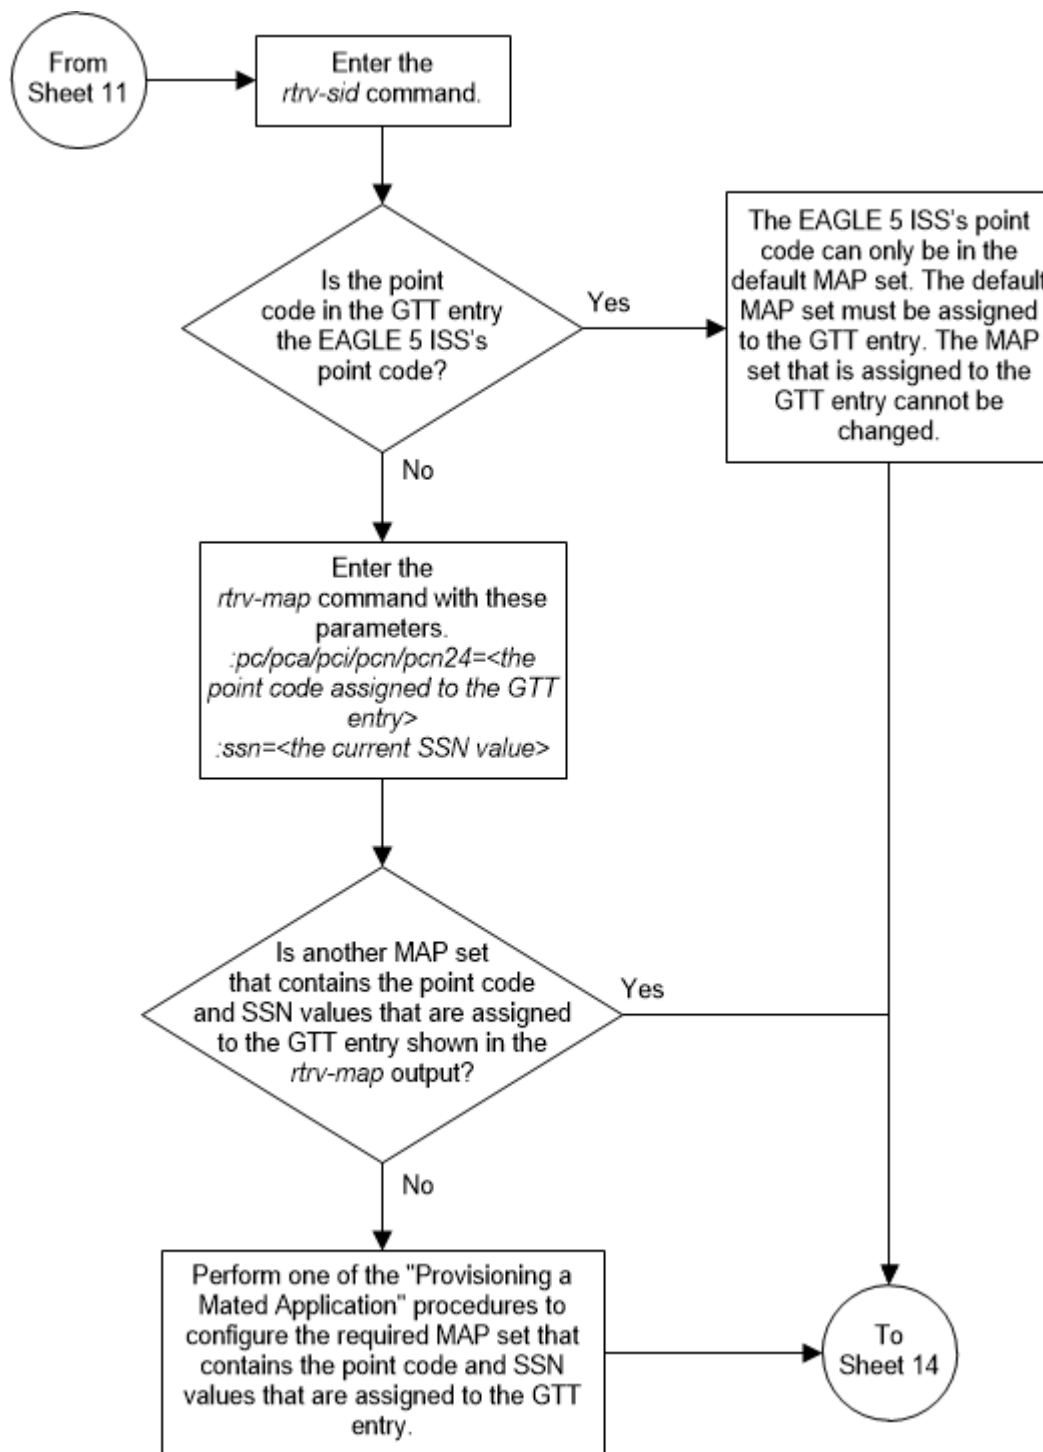 From
Sheet 11
Enter the
rtrv-sid command.
Is the point
code in the GTT entry
the EAGLE 5 ISS's
point code?
Yes
The EAGLE 5 ISS's point
code can only be in the
default MAP set. The default
MAP set must be assigned
to the GTT entry. The MAP
set that is assigned to the
GTT entry cannot be
changed.
No
Enter the
rtrv-map command with these
parameters.
:pc/pca/pci/pcn/pcn24=<the
point code assigned to the GTT
entry>
:ssn=<the current SSN value>
Is another MAP set
that contains the point code
and SSN values that are assigned
to the GTT entry shown in the
rtrv-map output?
Yes
No
Perform one of the "Provisioning a
Mated Application" procedures to
configure the required MAP set that
contains the point code and SSN
values that are assigned to the GTT
entry.
To
Sheet 14